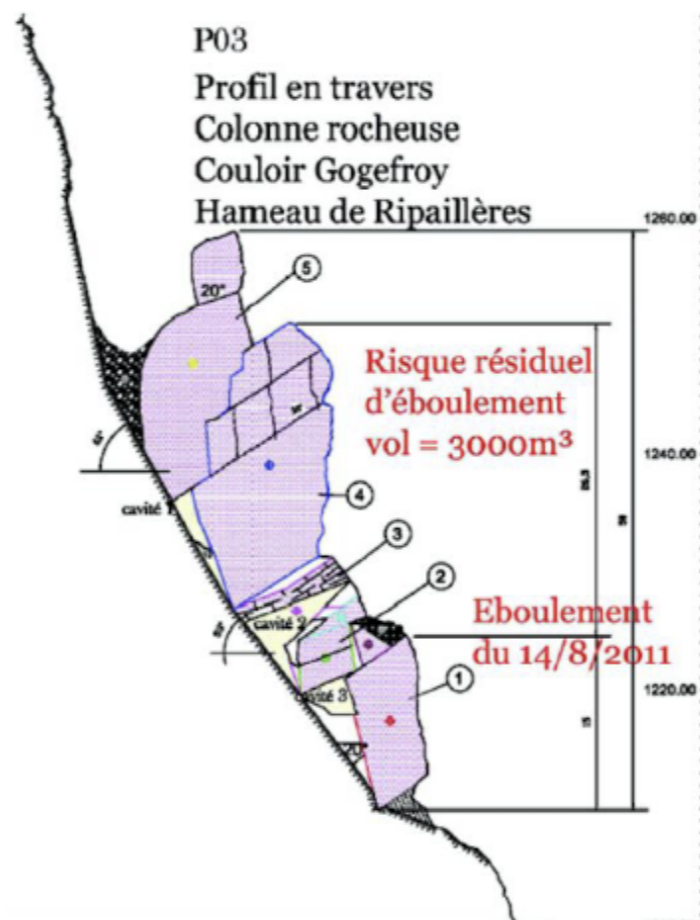 P03
Profil en travers
Colonne rocheuse
Couloir Gogefroy
Hameau de Ripaillères
1260.00
5
20°
Risque résiduel
d'éboulement
vol = 3000m³
1240.00
4
cavité 1
3
2
cavité 2
Eboulement
du 14/8/2011
1
1220.00
cavité 3
15
20°